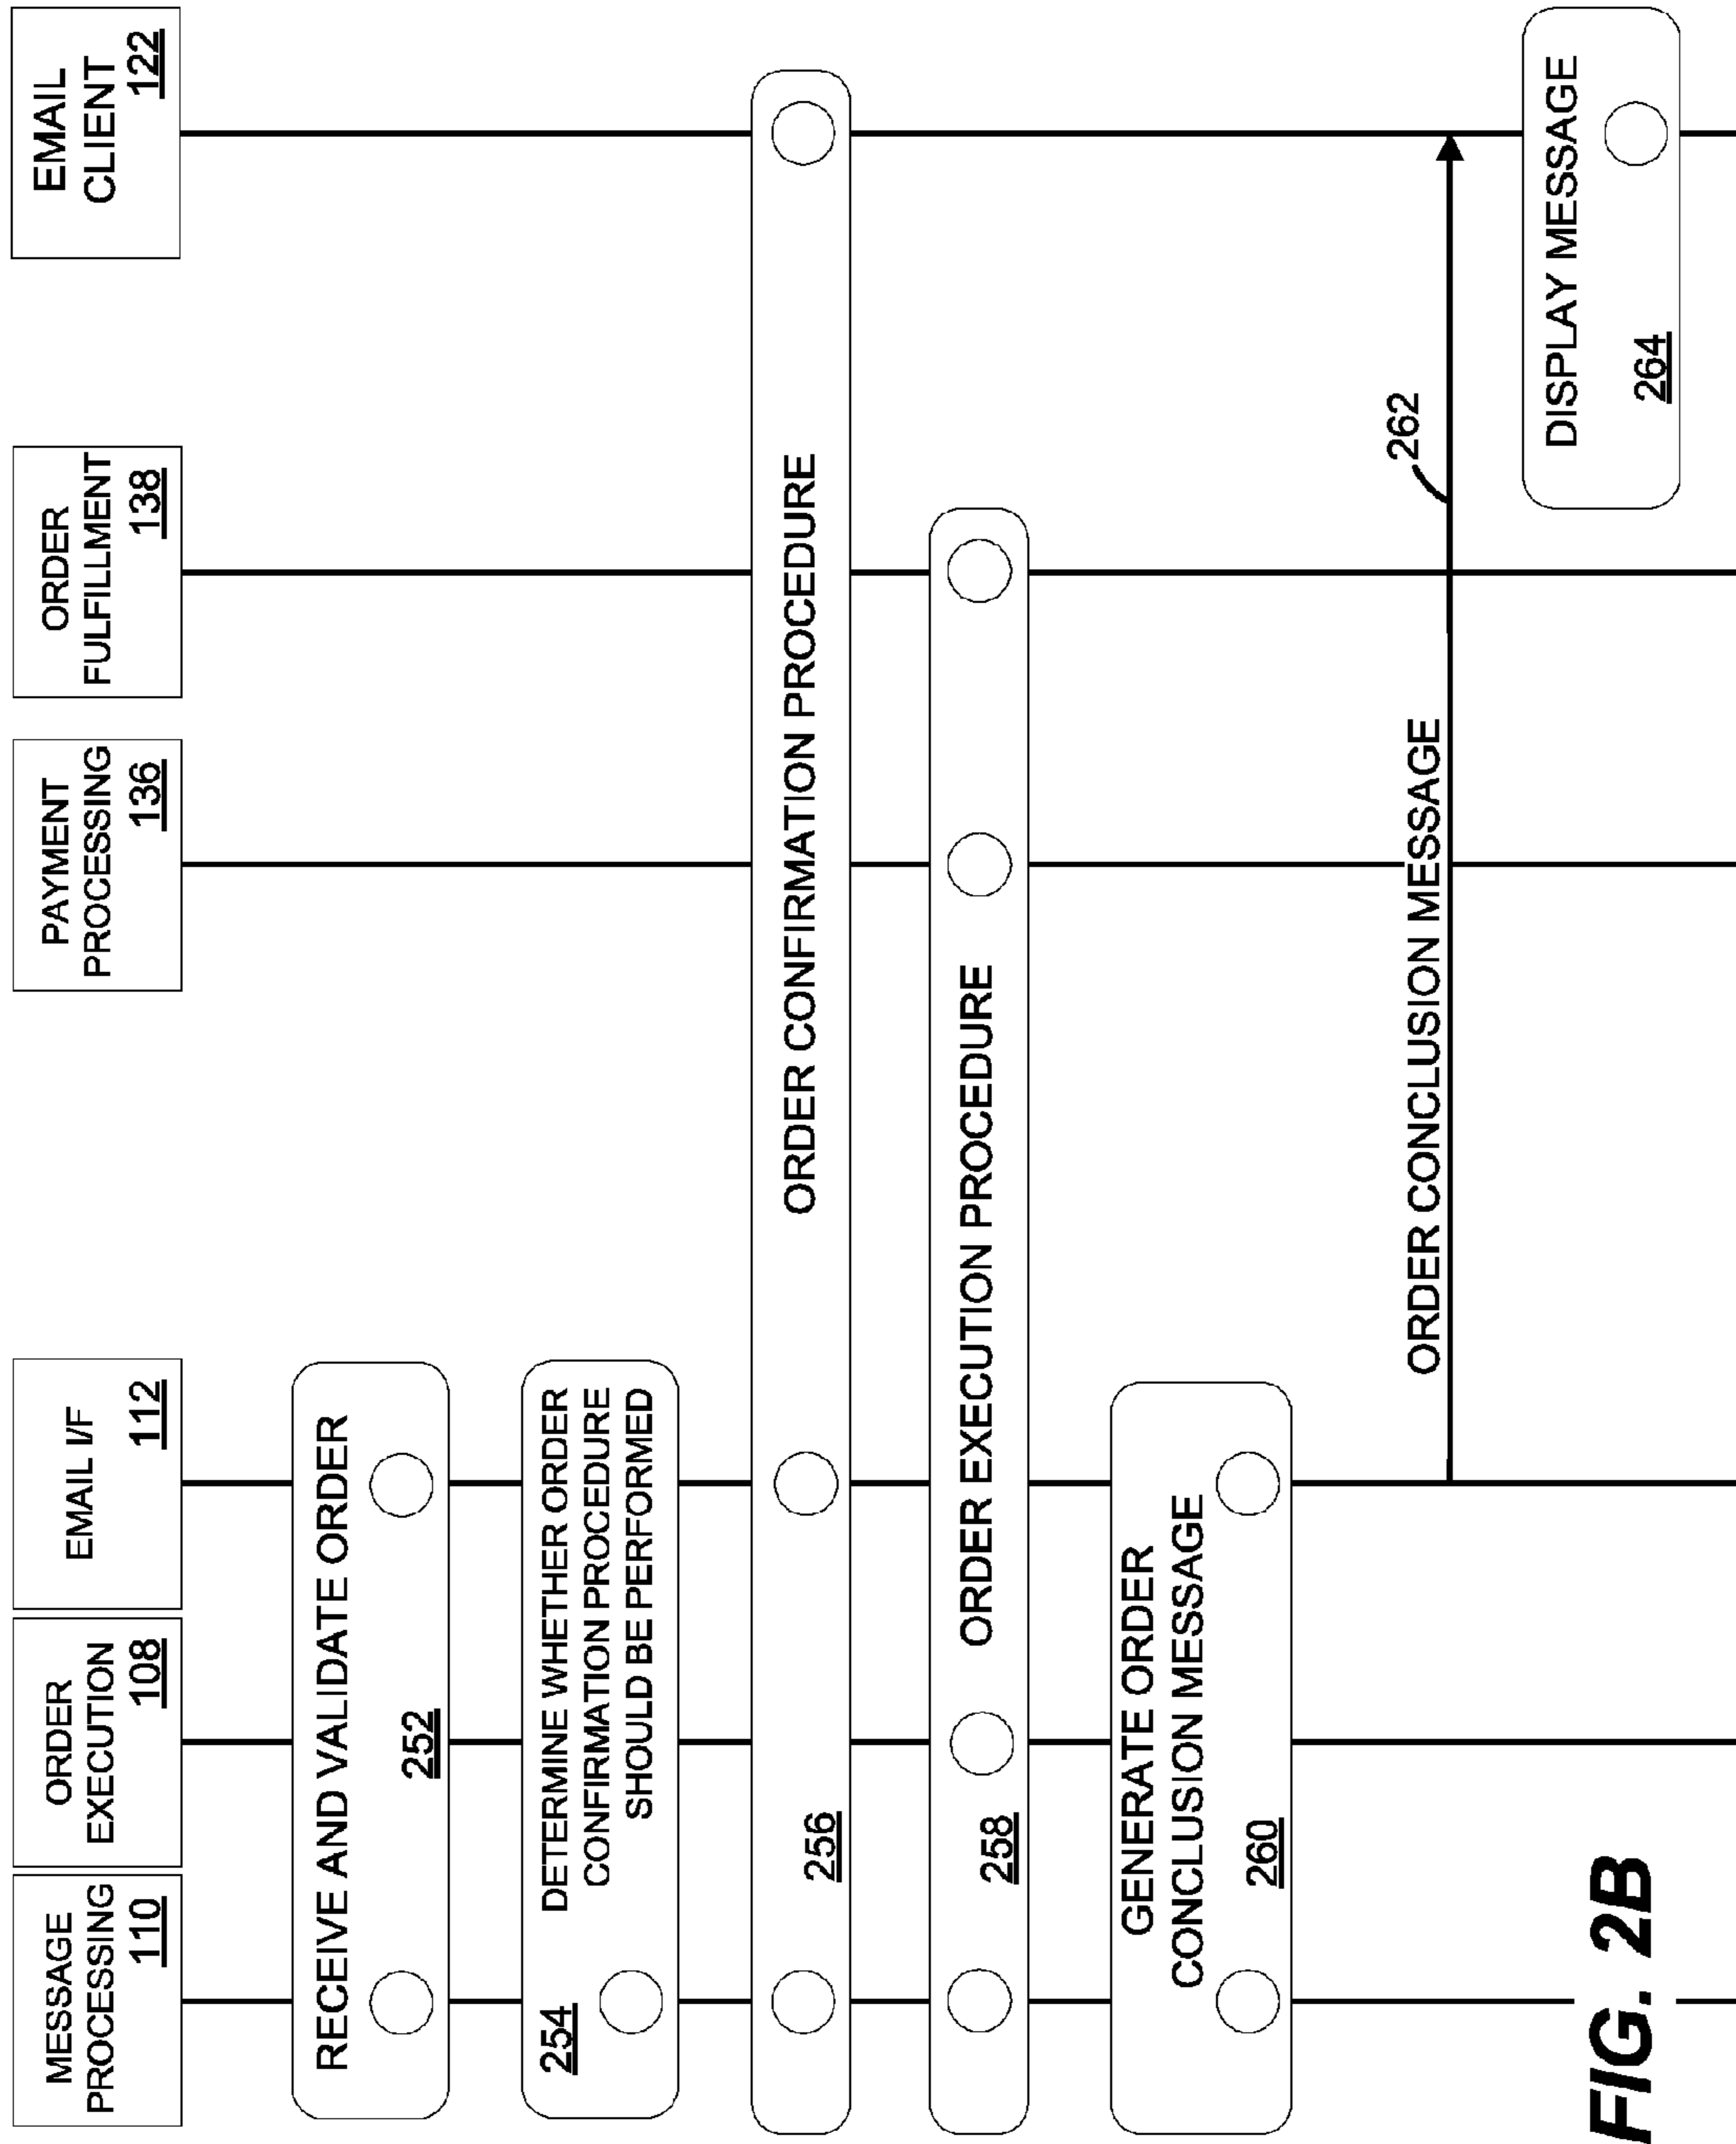 MESSAGE
PROCESSING
110
ORDER
EXECUTION
108
EMAIL I/F
112
PAYMENT
PROCESSING
136
ORDER
FULFILLMENT
138
EMAIL
CLIENT
122
RECEIVE AND VALIDATE ORDER
252
254
DETERMINE WHETHER ORDER
CONFIRMATION PROCEDURE
SHOULD BE PERFORMED
ORDER CONFIRMATION PROCEDURE
256
ORDER EXECUTION PROCEDURE
258
GENERATE ORDER
CONCLUSION MESSAGE
260
ORDER CONCLUSION MESSAGE
262
DISPLAY MESSAGE
264
FIG. 2B